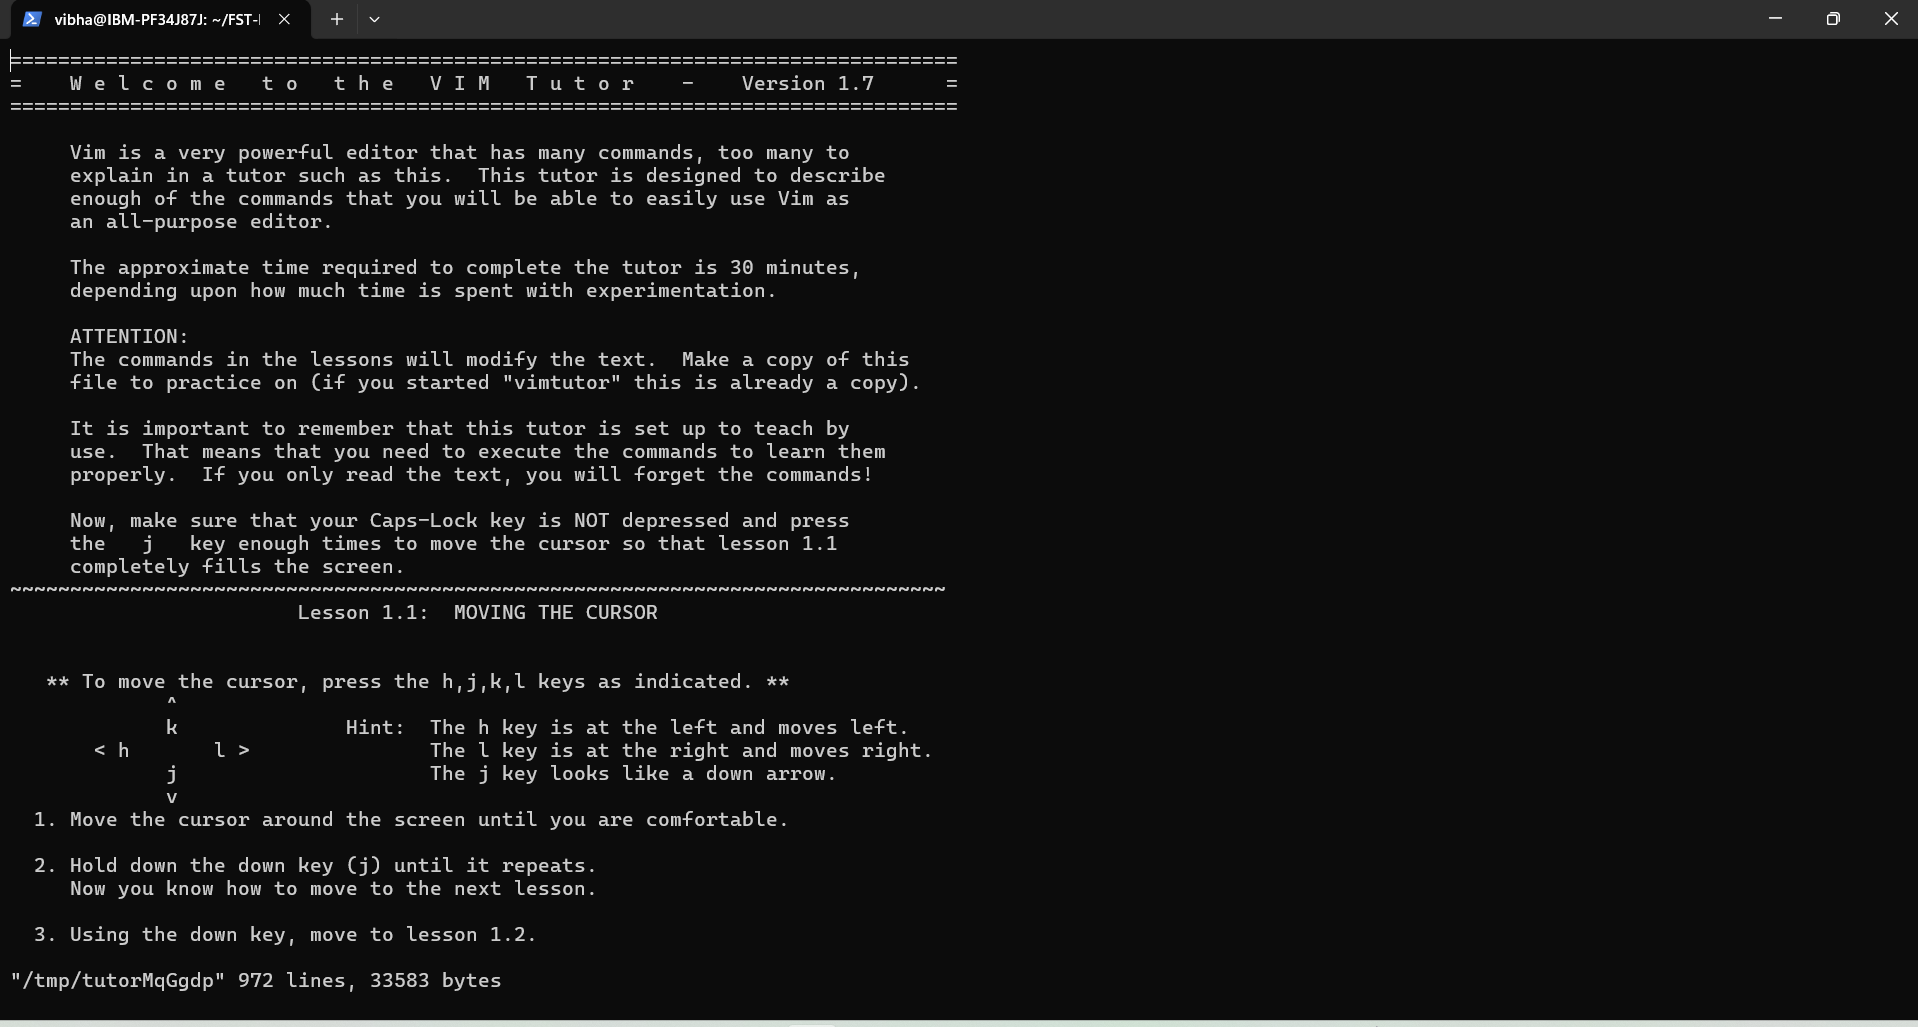 vibha@IBM-PF34J87J: ~/FST-
===============================================================================
=    W e l c o m e   t o   t h e   V I M   T u t o r    -    Version 1.7      =
===============================================================================

     Vim is a very powerful editor that has many commands, too many to
     explain in a tutor such as this.  This tutor is designed to describe
     enough of the commands that you will be able to easily use Vim as
     an all-purpose editor.

     The approximate time required to complete the tutor is 30 minutes,
     depending upon how much time is spent with experimentation.

     ATTENTION:
     The commands in the lessons will modify the text.  Make a copy of this
     file to practice on (if you started "vimtutor" this is already a copy).

     It is important to remember that this tutor is set up to teach by
     use.  That means that you need to execute the commands to learn them
     properly.  If you only read the text, you will forget the commands!

     Now, make sure that your Caps-Lock key is NOT depressed and press
     the   j   key enough times to move the cursor so that lesson 1.1
     completely fills the screen.
~~~~~~~~~~~~~~~~~~~~~~~~~~~~~~~~~~~~~~~~~~~~~~~~~~~~~~~~~~~~~~~~~~~~~~~~~~~~~~
                        Lesson 1.1:  MOVING THE CURSOR


   ** To move the cursor, press the h,j,k,l keys as indicated. **
             ^
             k              Hint:  The h key is at the left and moves left.
       < h       l >               The l key is at the right and moves right.
             j                     The j key looks like a down arrow.
             v
  1. Move the cursor around the screen until you are comfortable.

  2. Hold down the down key (j) until it repeats.
     Now you know how to move to the next lesson.

  3. Using the down key, move to lesson 1.2.

"/tmp/tutorMqGgdp" 972 lines, 33583 bytes